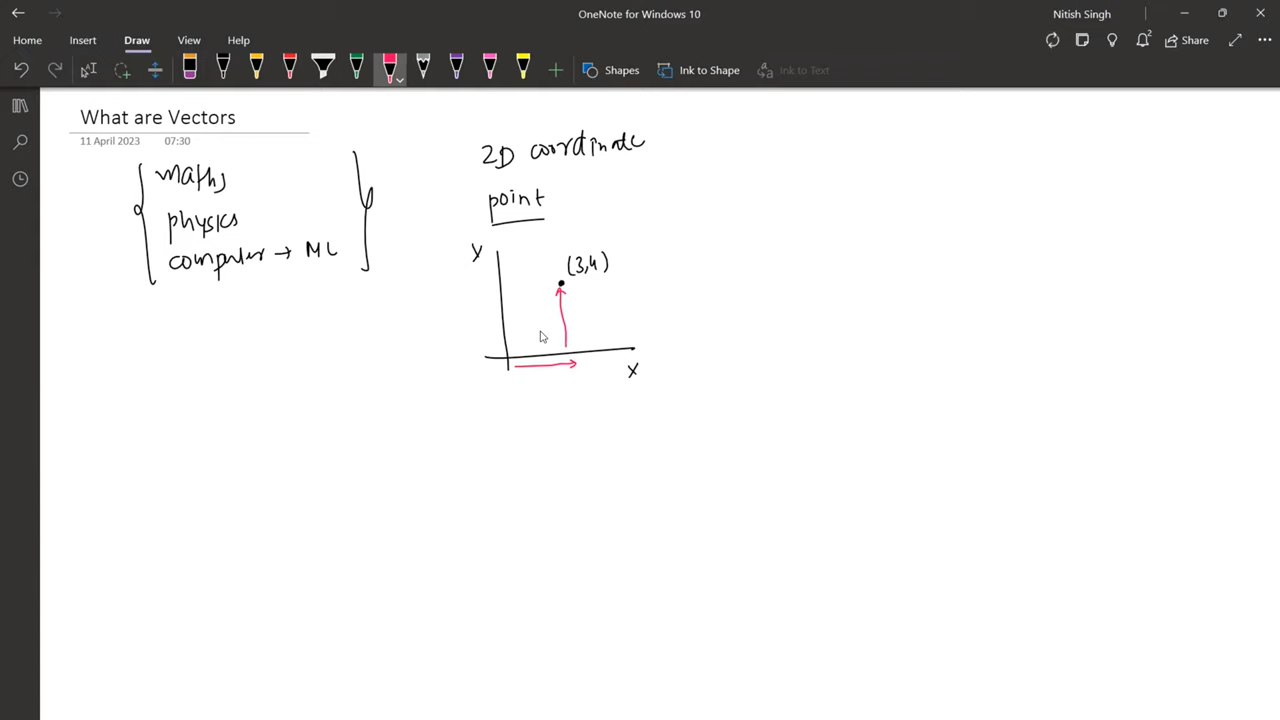 OneNote for Windows 10
Nitish Singh
Home Insert Draw View Help
Share
Shapes
Ink to Shape
Ink to Text
What are Vectors
11 April 2023 07:30
maths
physics
computer → ML
2D coordinate
point
Y
(3,4)
X